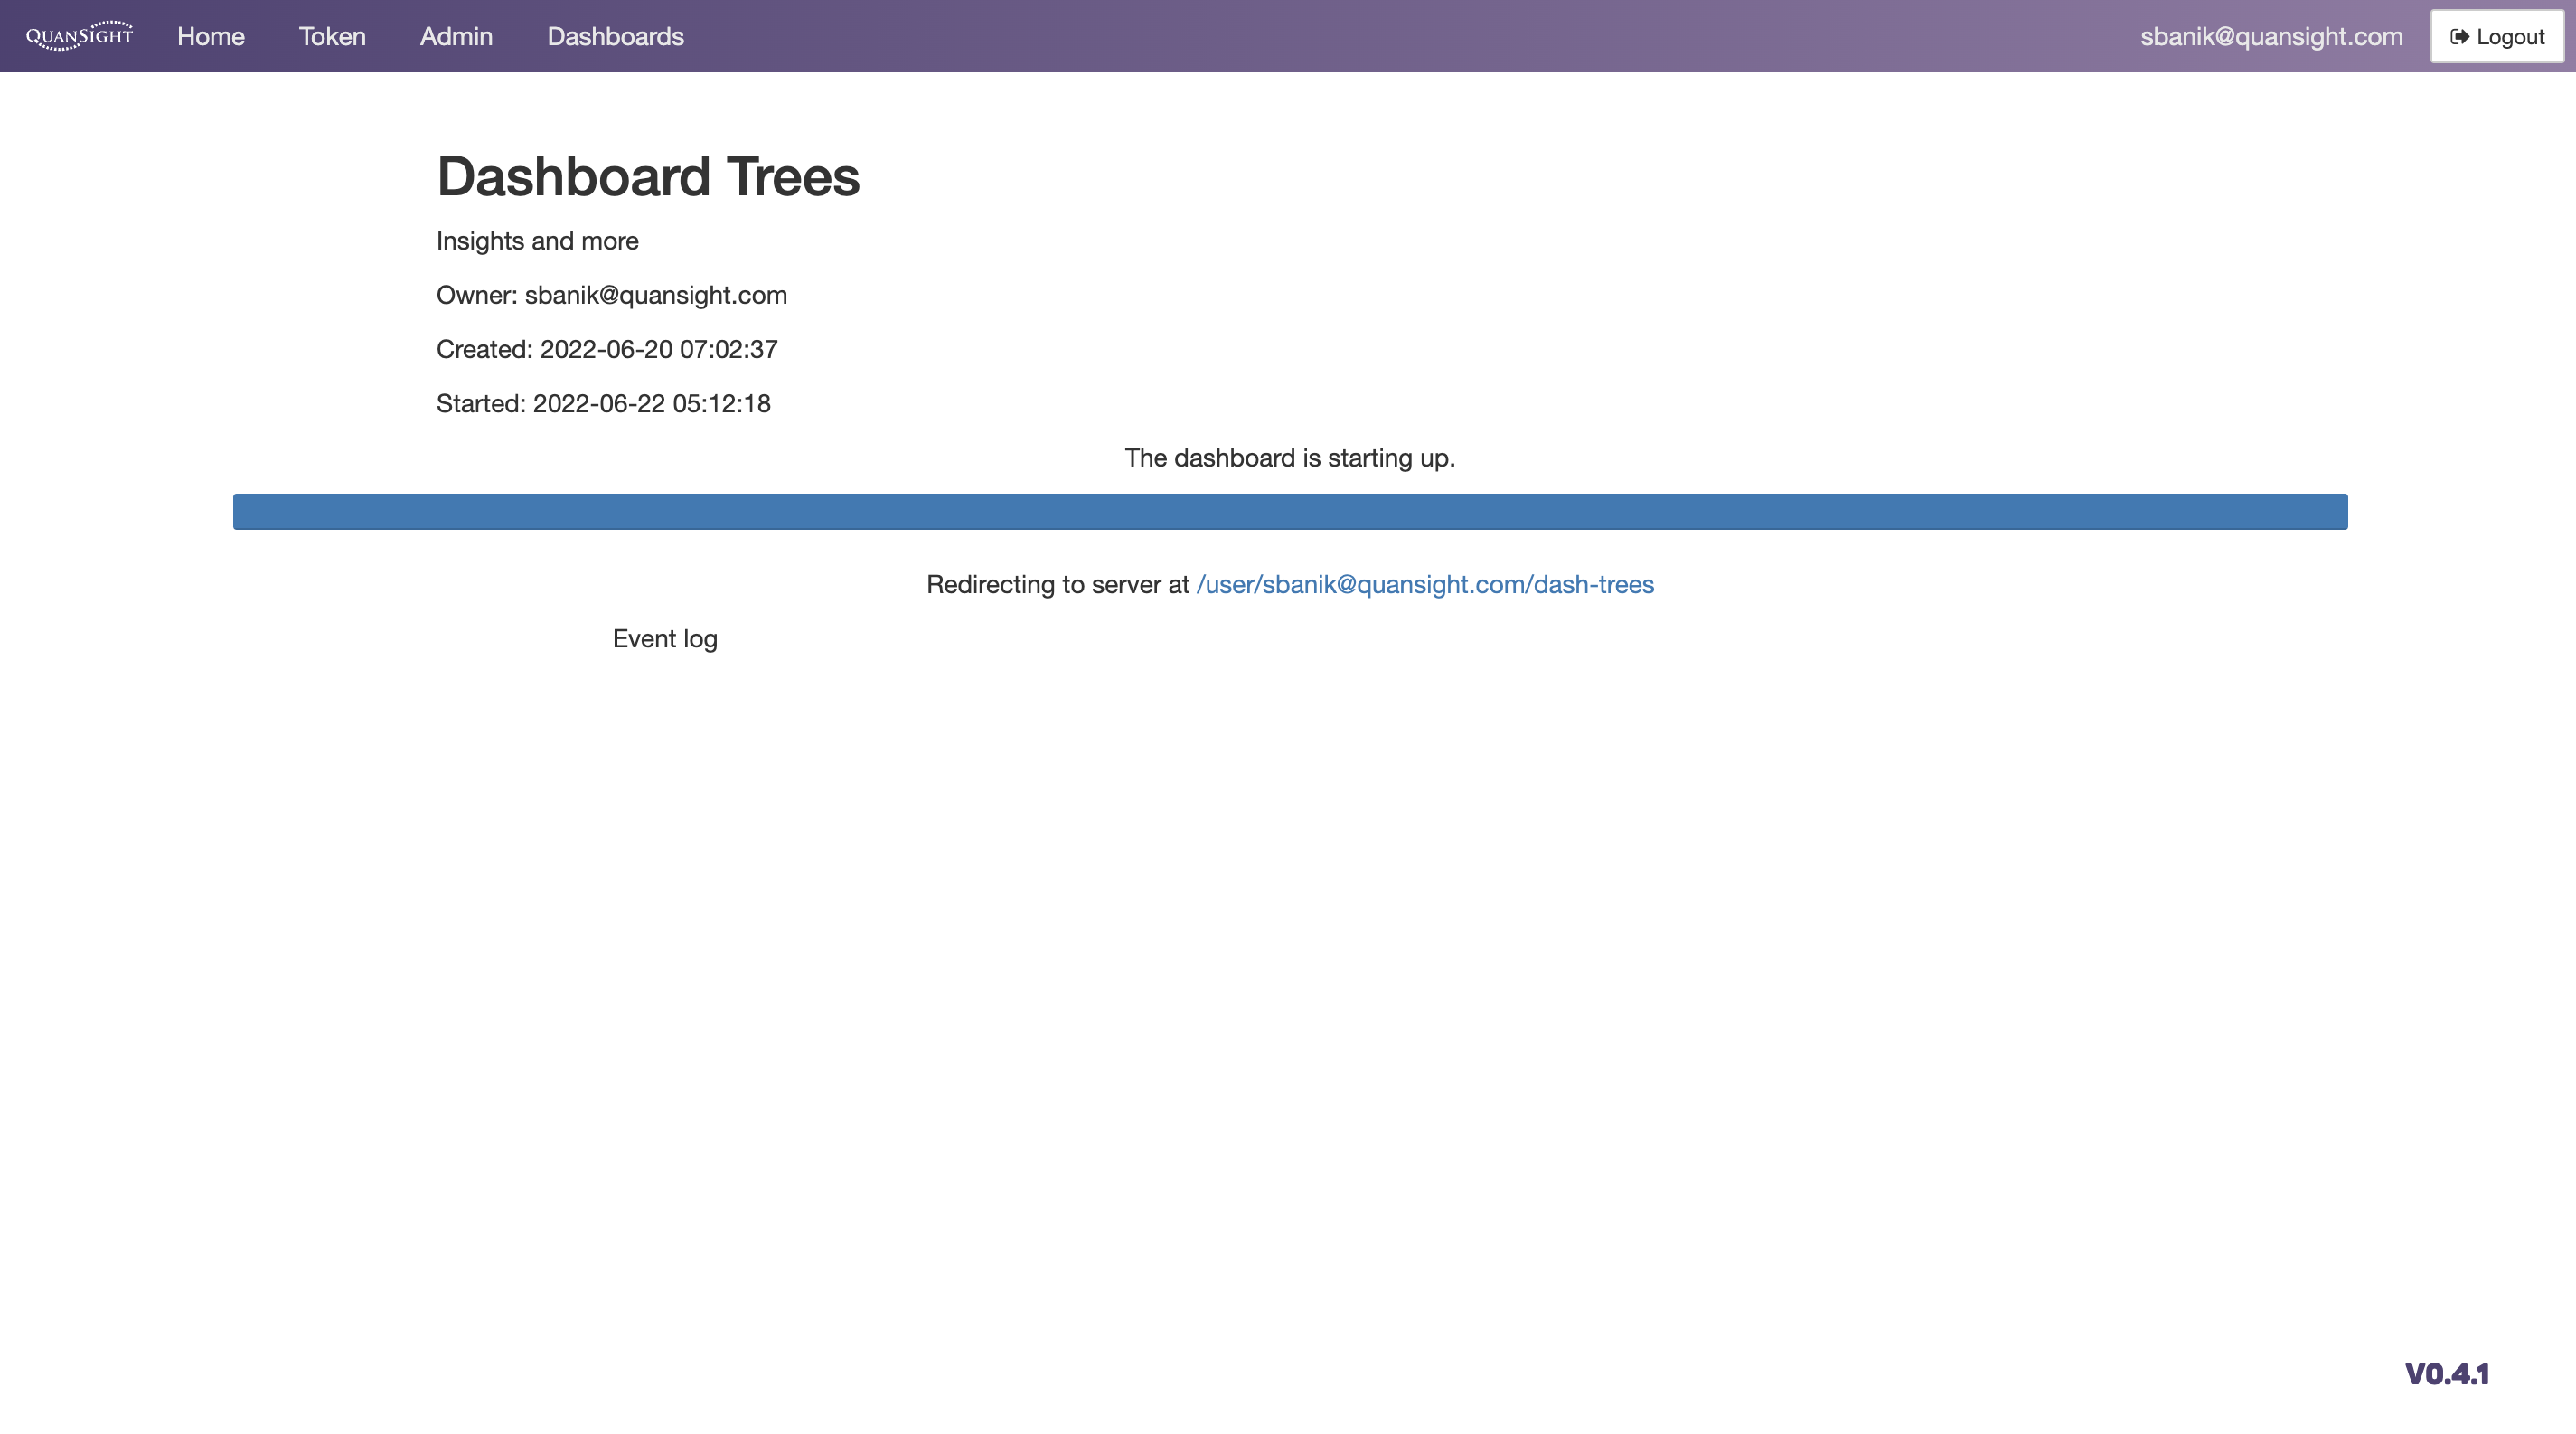 QUANSIGHT Home Token Admin Dashboards sbanik@quansight.com Logout
Dashboard Trees
Insights and more
Owner: sbanik@quansight.com
Created: 2022-06-20 07:02:37
Started: 2022-06-22 05:12:18
The dashboard is starting up.
Redirecting to server at /user/sbanik@quansight.com/dash-trees
Event log
V0.4.1